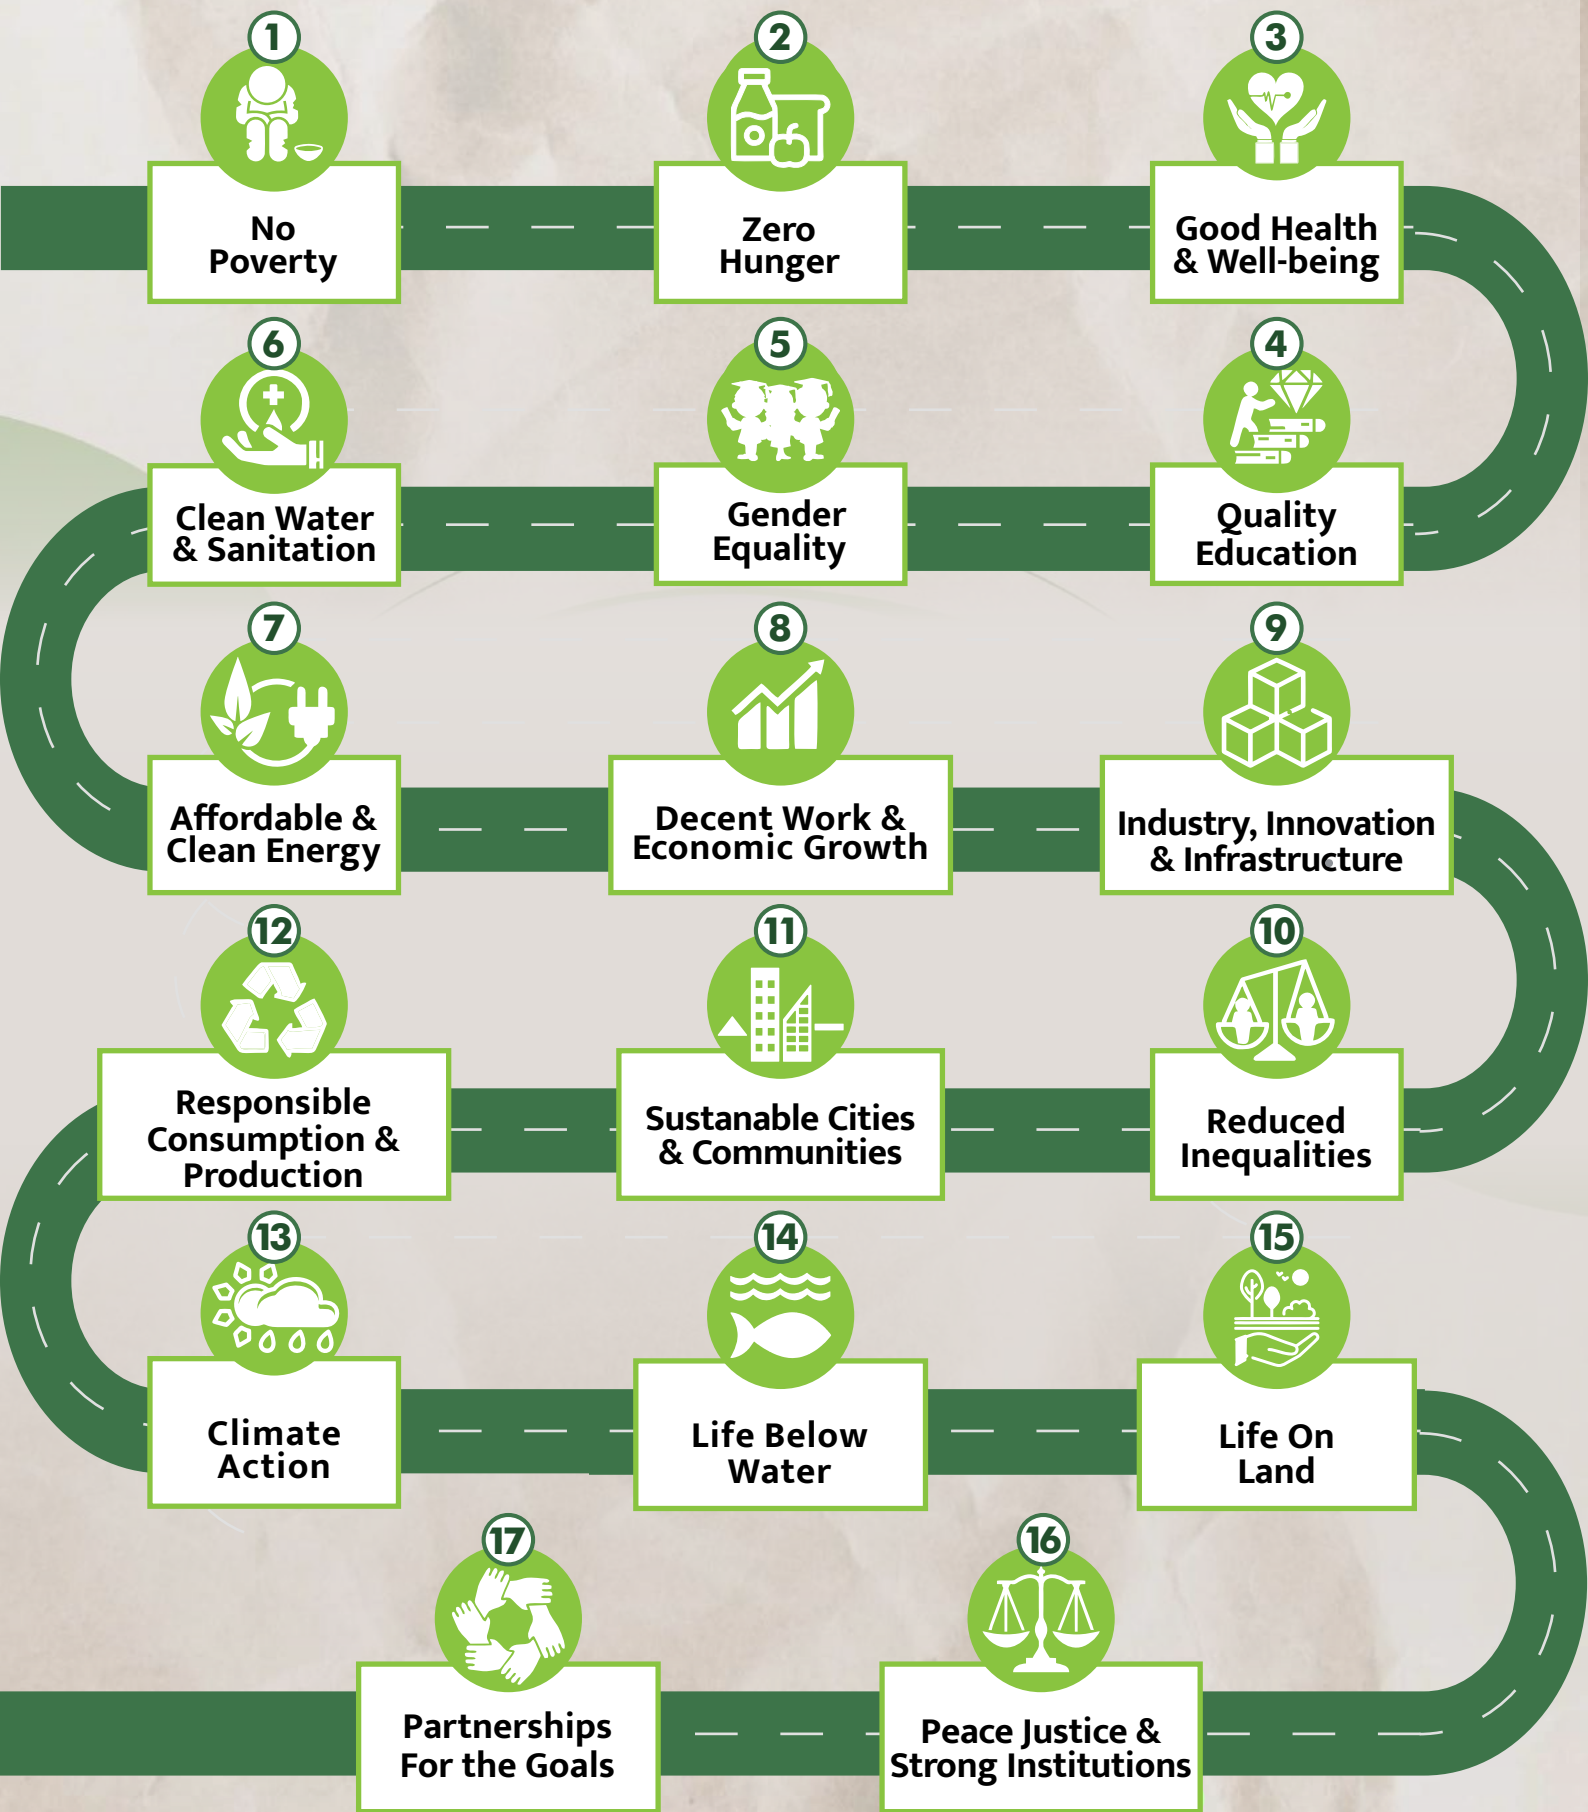 1
No
Poverty
2
Zero
Hunger
3
Good Health
& Well-being
4
Quality
Education
5
Gender
Equality
6
Clean Water
& Sanitation
7
Affordable &
Clean Energy
8
Decent Work &
Economic Growth
9
Industry, Innovation
& Infrastructure
10
Reduced
Inequalities
11
Sustanable Cities
& Communities
12
Responsible
Consumption &
Production
13
Climate
Action
14
Life Below
Water
15
Life On
Land
16
Peace Justice &
Strong Institutions
17
Partnerships
For the Goals